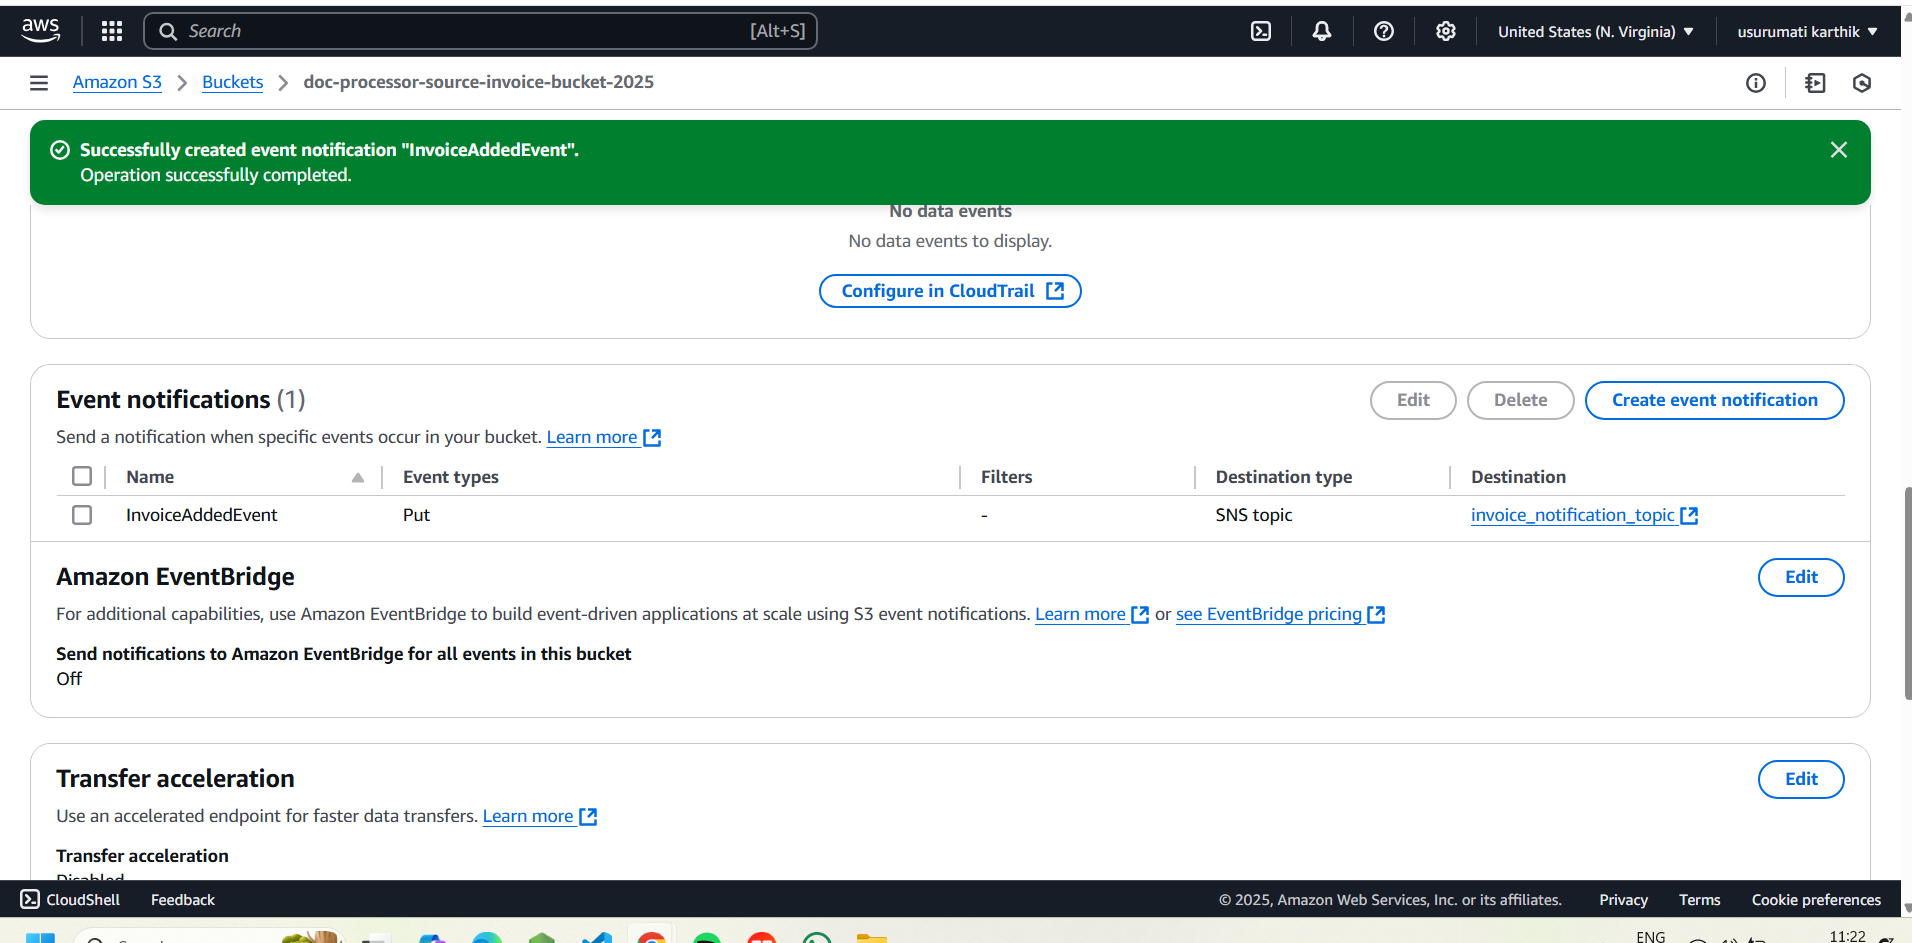 aws
Search [Alt+S] United States (N. Virginia) usurumati karthik
Amazon S3 Buckets doc-processor-source-invoice-bucket-2025
Successfully created event notification "InvoiceAddedEvent".
Operation successfully completed.
No data events
No data events to display.
Configure in CloudTrail
Event notifications (1) Edit Delete Create event notification
Send a notification when specific events occur in your bucket. Learn more
Name Event types Filters Destination type Destination
InvoiceAddedEvent Put - SNS topic invoice_notification_topic
Amazon EventBridge Edit
For additional capabilities, use Amazon EventBridge to build event-driven applications at scale using S3 event notifications. Learn more or see EventBridge pricing
Send notifications to Amazon EventBridge for all events in this bucket
Off
Transfer acceleration Edit
Use an accelerated endpoint for faster data transfers. Learn more
Transfer acceleration
Disabled
CloudShell Feedback © 2025, Amazon Web Services, Inc. or its affiliates. Privacy Terms Cookie preferences
ENG 11:22